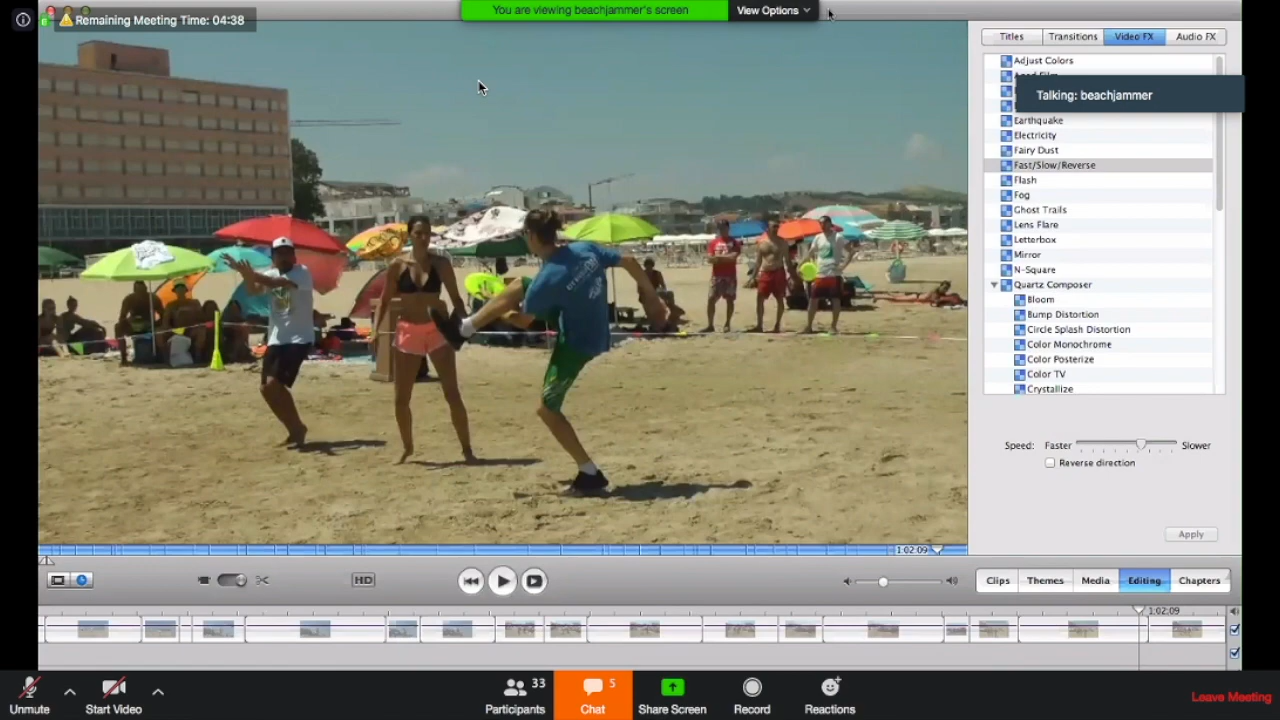 Remaining Meeting Time: 04:38
You are viewing beachjammer's screen
View Options
Titles
Transitions
Video FX
Audio FX
Adjust Colors
Talking: beachjammer
Earthquake
Electricity
Fairy Dust
Fast/Slow/Reverse
Flash
Fog
Ghost Trails
Lens Flare
Letterbox
Mirror
N-Square
Quartz Composer
Bloom
Bump Distortion
Circle Splash Distortion
Color Monochrome
Color Posterize
Color TV
Crystallize
Speed: Faster Slower
Reverse direction
Apply
1:02:09
HD
Clips
Themes
Media
Editing
Chapters
1:02:09
Unmute
Start Video
Participants 33
Chat 5
Share Screen
Record
Reactions
Leave Meeting